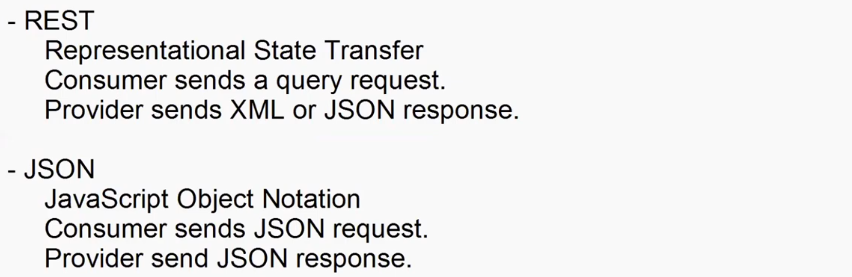 - REST
Representational State Transfer
Consumer sends a query request.
Provider sends XML or JSON response.
- JSON
JavaScript Object Notation
Consumer sends JSON request.
Provider send JSON response.